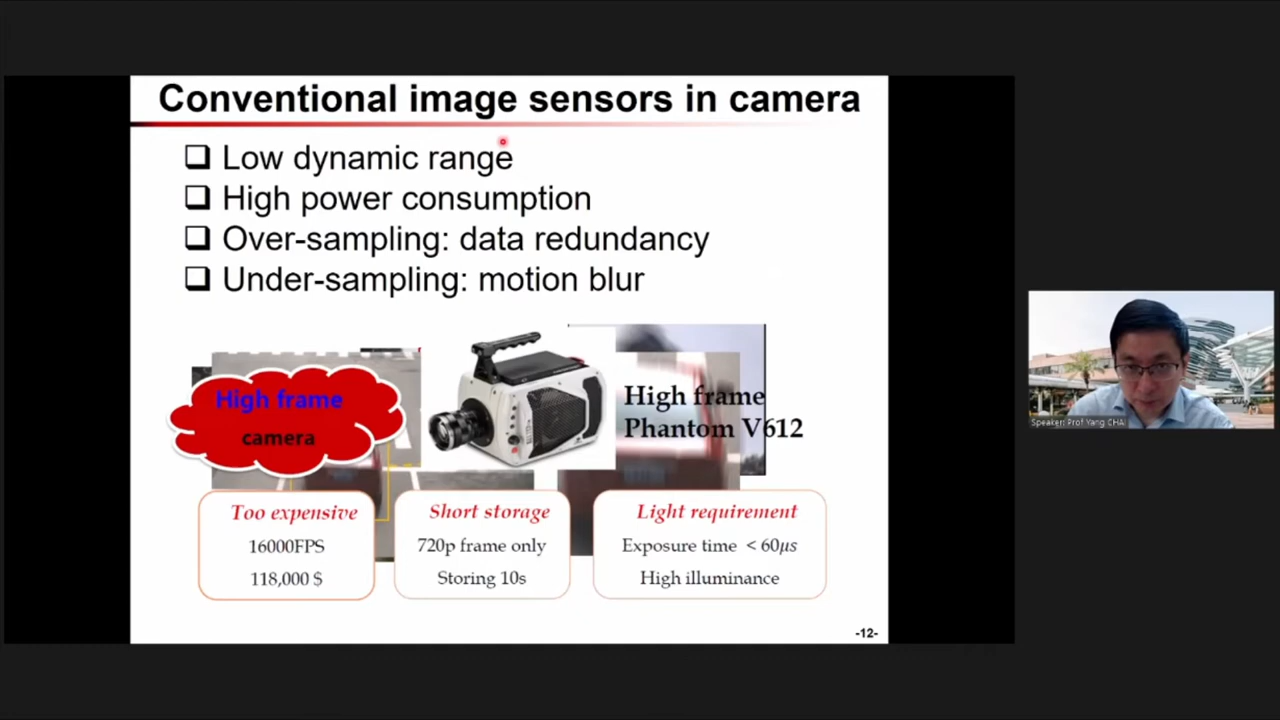 Conventional image sensors in camera
❑ Low dynamic range
❑ High power consumption
❑ Over-sampling: data redundancy
❑ Under-sampling: motion blur
High frame
camera
High frame
Phantom V612
Too expensive
16000FPS
118,000 $
Short storage
720p frame only
Storing 10s
Light requirement
Exposure time < 60μs
High illuminance
-12-
Speaker: Prof Yang CHAI